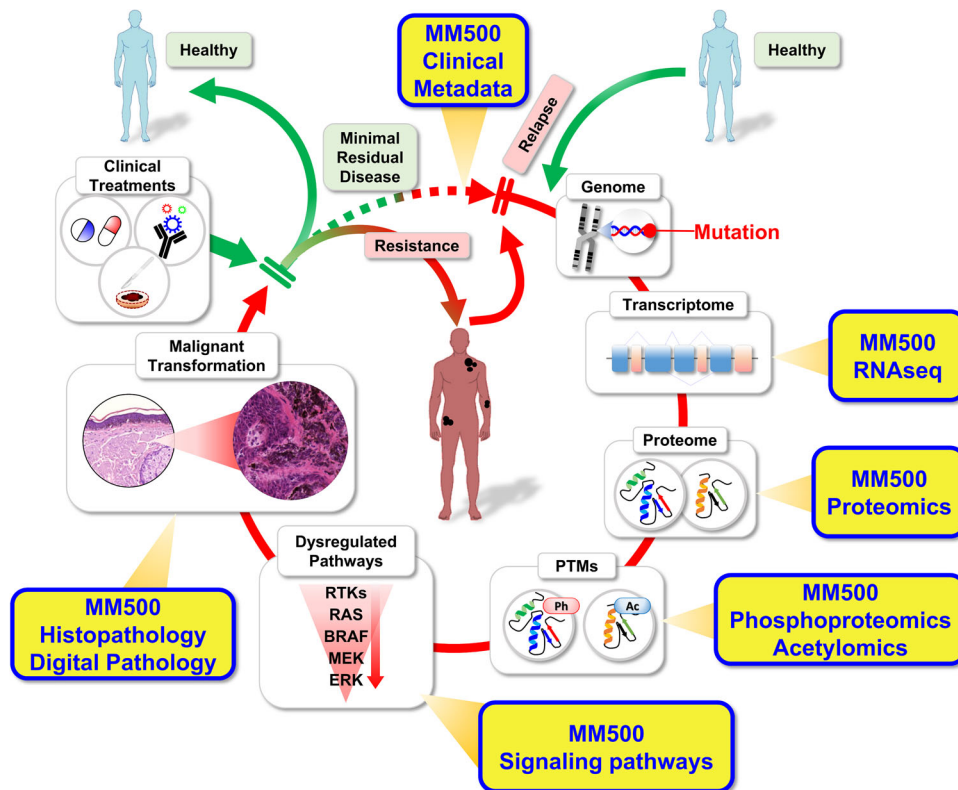 Healthy
MM500
Clinical
Metadata
Healthy
Relapse
Minimal
Residual
Disease
Clinical
Treatments
Genome
Mutation
Resistance
Transcriptome
MM500
RNAseq
Malignant
Transformation
Proteome
MM500
Proteomics
Dysregulated
Pathways
RTKs
RAS
BRAF
MEK
ERK
PTMs
Ph
Ac
MM500
Phosphoproteomics
Acetylomics
MM500
Histopathology
Digital Pathology
MM500
Signaling pathways